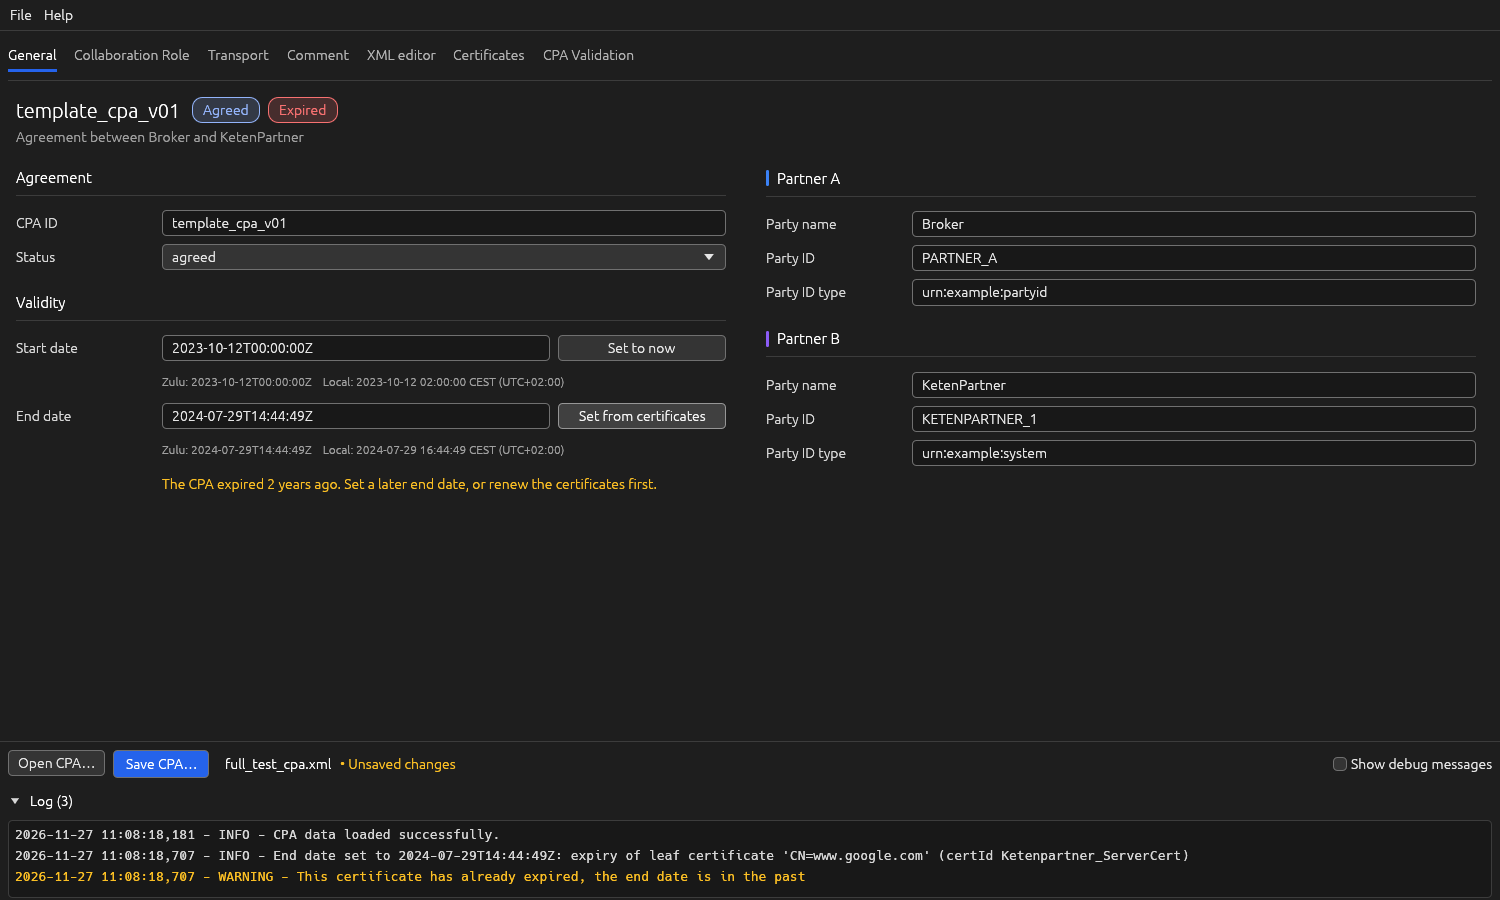 File Help
General Collaboration Role Transport Comment XML editor Certificates CPA Validation
template_cpa_v01 Agreed Expired
Agreement between Broker and KetenPartner
Agreement
CPA ID template_cpa_v01
Status agreed
Validity
Start date 2023-10-12T00:00:00Z Set to now
Zulu: 2023-10-12T00:00:00Z Local: 2023-10-12 02:00:00 CEST (UTC+02:00)
End date 2024-07-29T14:44:49Z Set from certificates
Zulu: 2024-07-29T14:44:49Z Local: 2024-07-29 16:44:49 CEST (UTC+02:00)
The CPA expired 2 years ago. Set a later end date, or renew the certificates first.
Partner A
Party name Broker
Party ID PARTNER_A
Party ID type urn:example:partyid
Partner B
Party name KetenPartner
Party ID KETENPARTNER_1
Party ID type urn:example:system
Open CPA... Save CPA... full_test_cpa.xml • Unsaved changes Show debug messages
Log (3)
2026-11-27 11:08:18,181 - INFO - CPA data loaded successfully.
2026-11-27 11:08:18,707 - INFO - End date set to 2024-07-29T14:44:49Z: expiry of leaf certificate 'CN=www.google.com' (certId Ketenpartner_ServerCert)
2026-11-27 11:08:18,707 - WARNING - This certificate has already expired, the end date is in the past